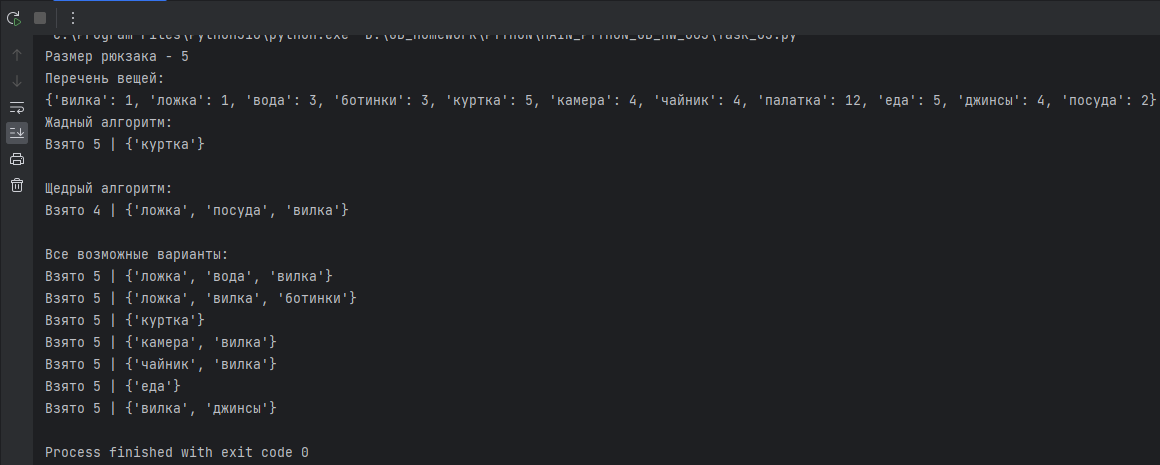 Размер рюкзака - 5
Перечень вещей:
{'вилка': 1, 'ложка': 1, 'вода': 3, 'ботинки': 3, 'куртка': 5, 'камера': 4, 'чайник': 4, 'палатка': 12, 'еда': 5, 'джинсы': 4, 'посуда': 2}
Жадный алгоритм:
Взято 5 | {'куртка'}
Щедрый алгоритм:
Взято 4 | {'ложка', 'посуда', 'вилка'}
Все возможные варианты:
Взято 5 | {'ложка', 'вода', 'вилка'}
Взято 5 | {'ложка', 'вилка', 'ботинки'}
Взято 5 | {'куртка'}
Взято 5 | {'камера', 'вилка'}
Взято 5 | {'чайник', 'вилка'}
Взято 5 | {'еда'}
Взято 5 | {'вилка', 'джинсы'}
Process finished with exit code 0